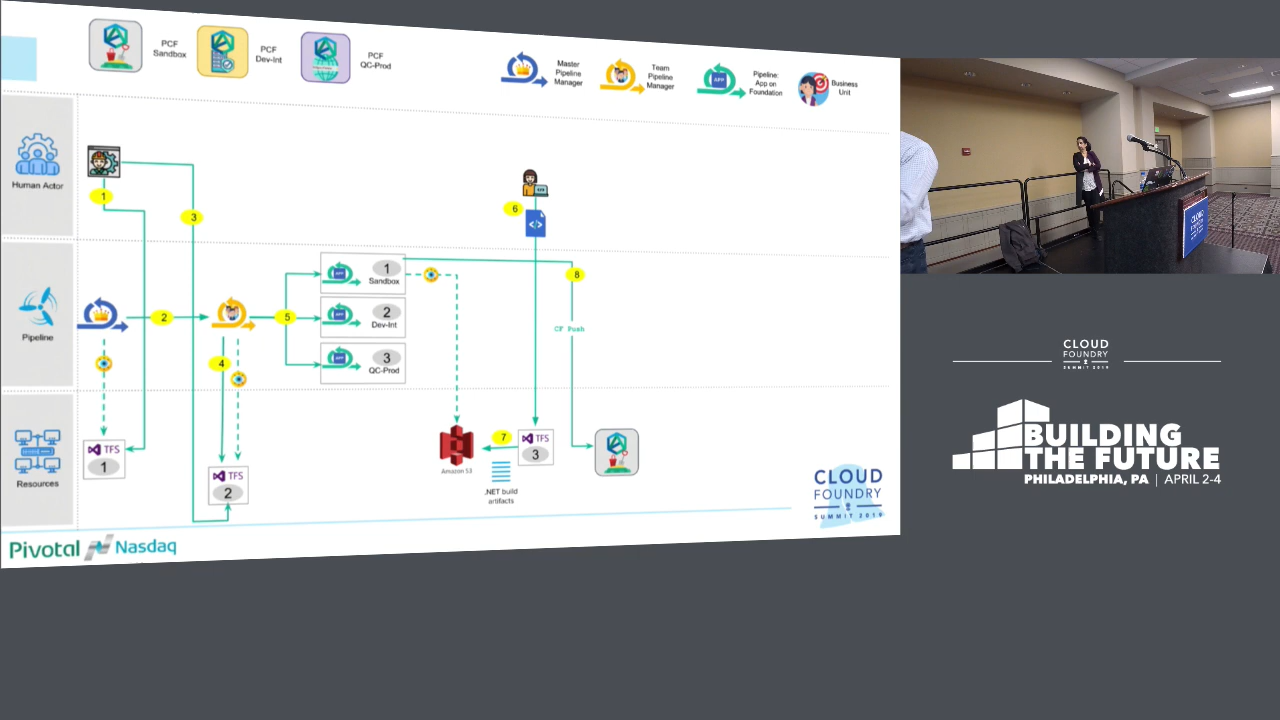 PCF
Sandbox
PCF
Dev-Int
PCF
QC-Prod
Master
Pipeline
Manager
Team
Pipeline
Manager
APP
Pipeline:
App on
Foundation
Business
Unit
Human Actor
1
3
6
Pipeline
2
5
4
1
Sandbox
2
Dev-Int
3
QC-Prod
8
CF Push
Resources
TFS
1
TFS
2
Amazon S3
7
TFS
3
.NET build
artifacts
CLOUD
FOUNDRY
SUMMIT 2019
Pivotal
Nasdaq
CLOUD
FOUNDRY
SUMMIT 2019
BUILDING
THE FUTURE
PHILADELPHIA, PA | APRIL 2-4